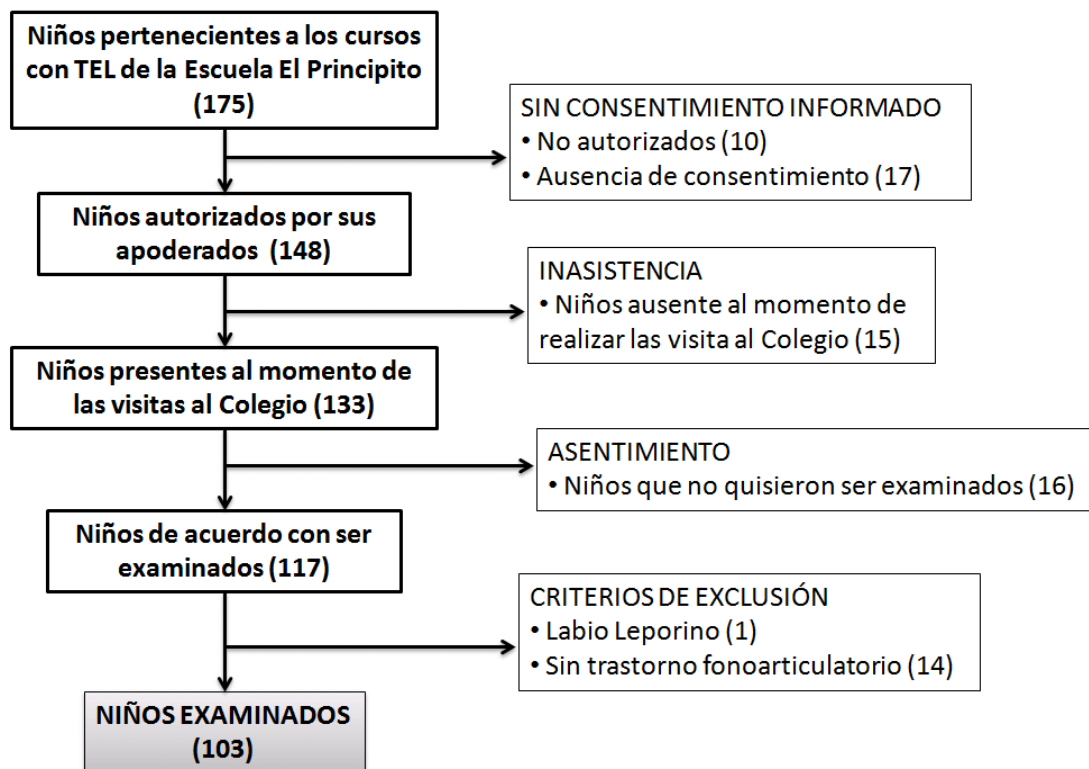 Niños pertenecientes a los cursos
con TEL de la Escuela El Principito
(175)
SIN CONSENTIMIENTO INFORMADO
• No autorizados (10)
• Ausencia de consentimiento (17)
Niños autorizados por sus
apoderados (148)
INASISTENCIA
• Niños ausente al momento de
realizar las visita al Colegio (15)
Niños presentes al momento de
las visitas al Colegio (133)
ASENTIMIENTO
• Niños que no quisieron ser examinados (16)
Niños de acuerdo con ser
examinados (117)
CRITERIOS DE EXCLUSIÓN
• Labio Leporino (1)
• Sin trastorno fonoarticulatorio (14)
NIÑOS EXAMINADOS
(103)